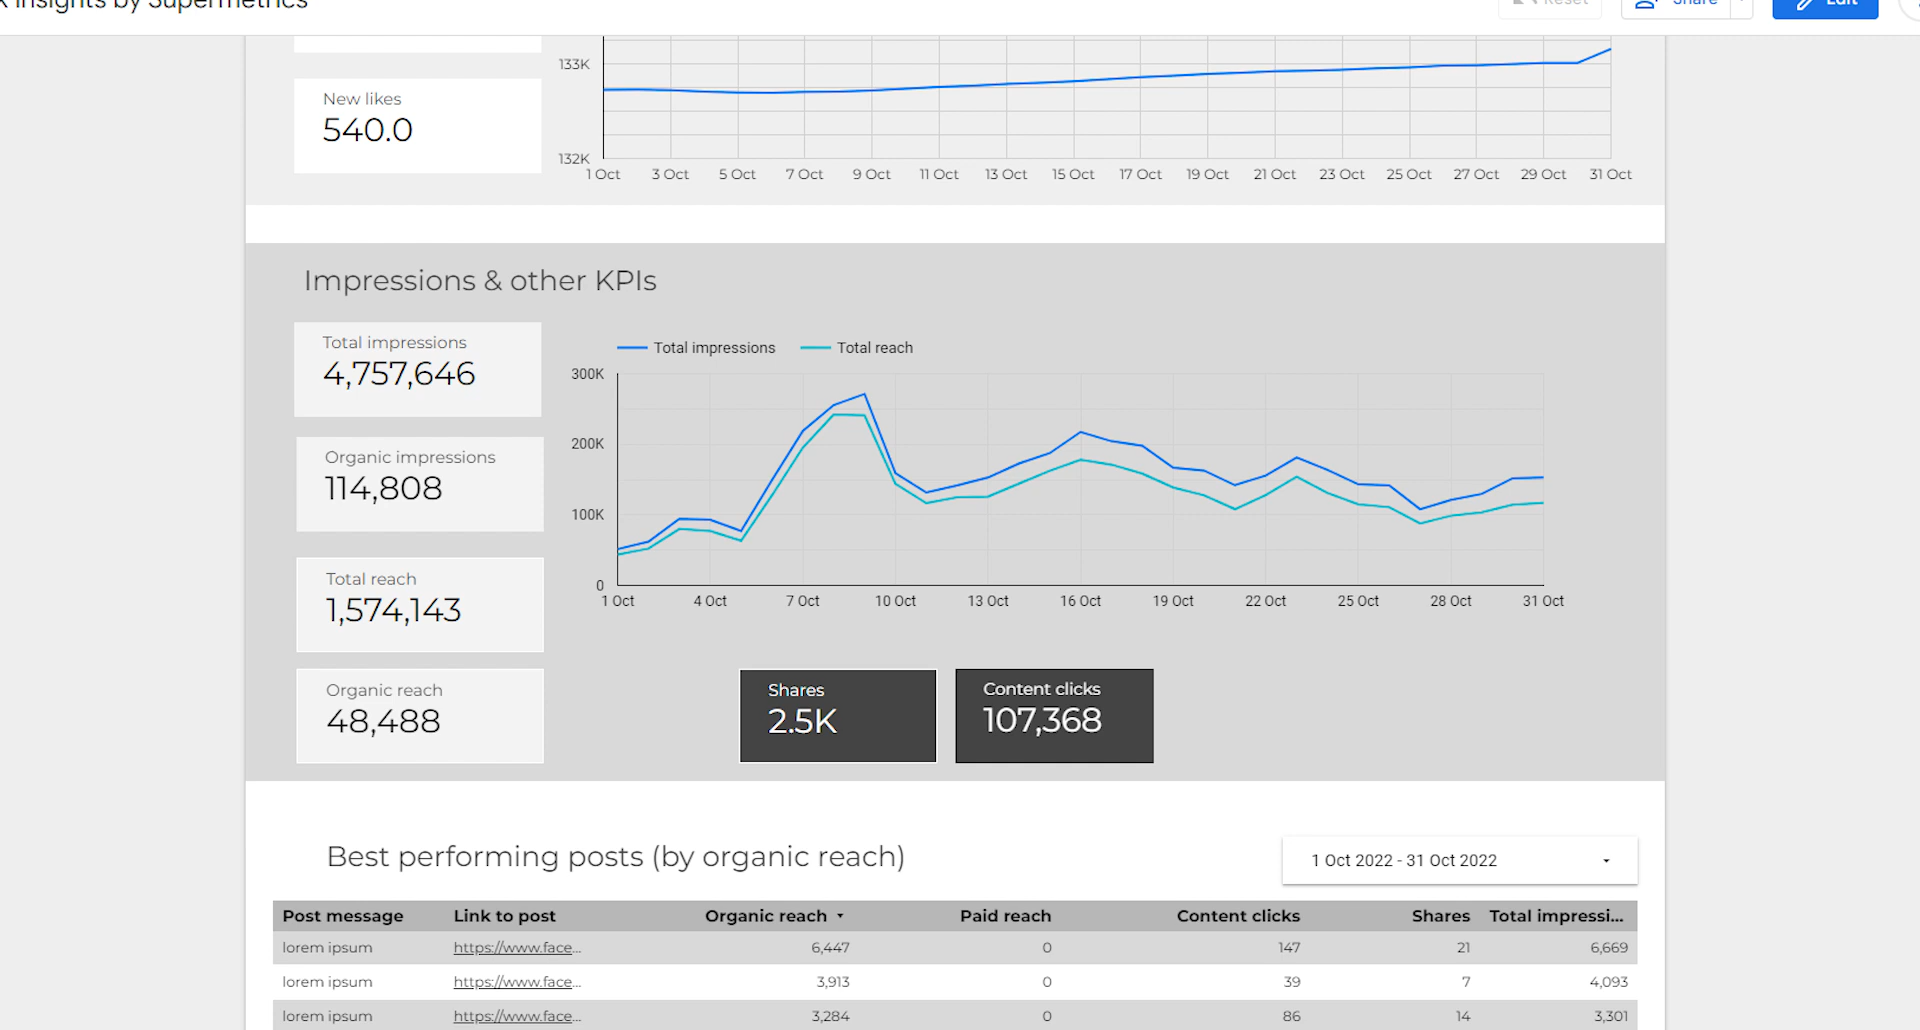 Insights by Supermetrics
Reset
Share
Edit
133K
132K
1 Oct 3 Oct 5 Oct 7 Oct 9 Oct 11 Oct 13 Oct 15 Oct 17 Oct 19 Oct 21 Oct 23 Oct 25 Oct 27 Oct 29 Oct 31 Oct
New likes
540.0
Impressions & other KPIs
Total impressions
4,757,646
Organic impressions
114,808
Total reach
1,574,143
Organic reach
48,488
Total impressions Total reach
300K
200K
100K
0
1 Oct 4 Oct 7 Oct 10 Oct 13 Oct 16 Oct 19 Oct 22 Oct 25 Oct 28 Oct 31 Oct
Shares
2.5K
Content clicks
107,368
Best performing posts (by organic reach)
1 Oct 2022 - 31 Oct 2022
Post message Link to post Organic reach Paid reach Content clicks Shares Total impressi...
lorem ipsum https://www.face... 6,447 0 147 21 6,669
lorem ipsum https://www.face... 3,913 0 39 7 4,093
lorem ipsum https://www.face... 3,284 0 86 14 3,301